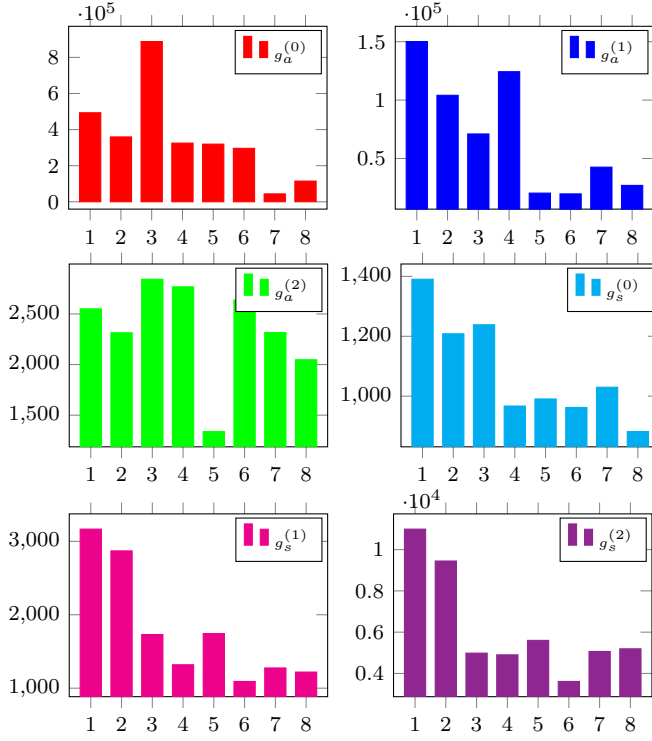 ·10^5
8
6
4
2
0
g_a^{(0)}
1 2 3 4 5 6 7 8
·10^5
1.5
1
0.5
g_a^{(1)}
1 2 3 4 5 6 7 8
2,500
2,000
1,500
g_a^{(2)}
1 2 3 4 5 6 7 8
1,400
1,200
1,000
g_s^{(0)}
1 2 3 4 5 6 7 8
3,000
2,000
1,000
g_s^{(1)}
1 2 3 4 5 6 7 8
·10^4
1
0.8
0.6
0.4
g_s^{(2)}
1 2 3 4 5 6 7 8